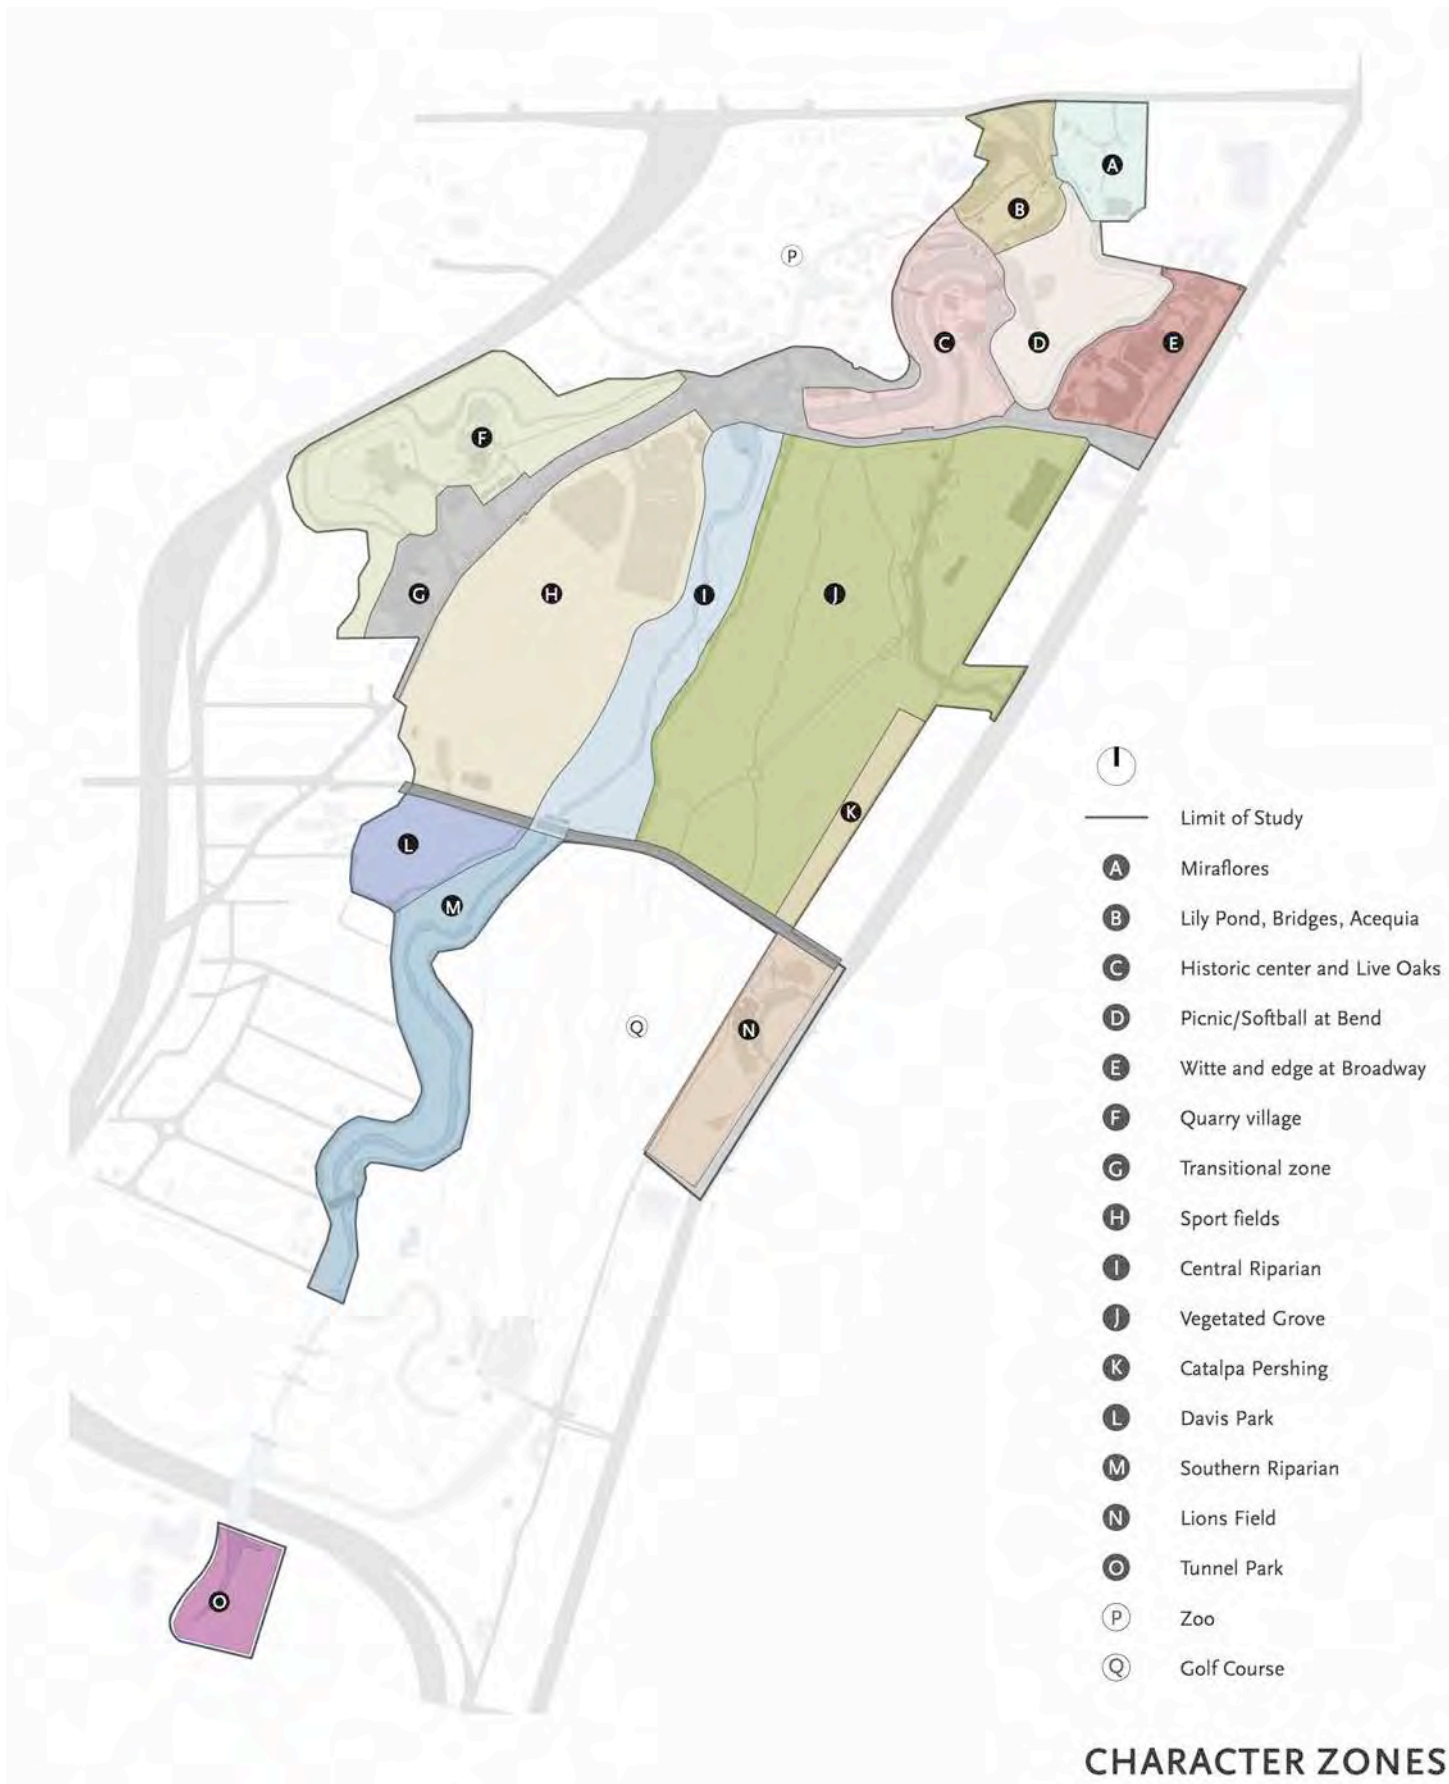 A
B
P
C
D
E
F
G
H
I
J
K
L
M
Q
N
O
Limit of Study
A Miraflores
B Lily Pond, Bridges, Acequia
C Historic center and Live Oaks
D Picnic/Softball at Bend
E Witte and edge at Broadway
F Quarry village
G Transitional zone
H Sport fields
I Central Riparian
J Vegetated Grove
K Catalpa Pershing
L Davis Park
M Southern Riparian
N Lions Field
O Tunnel Park
P Zoo
Q Golf Course
CHARACTER ZONES